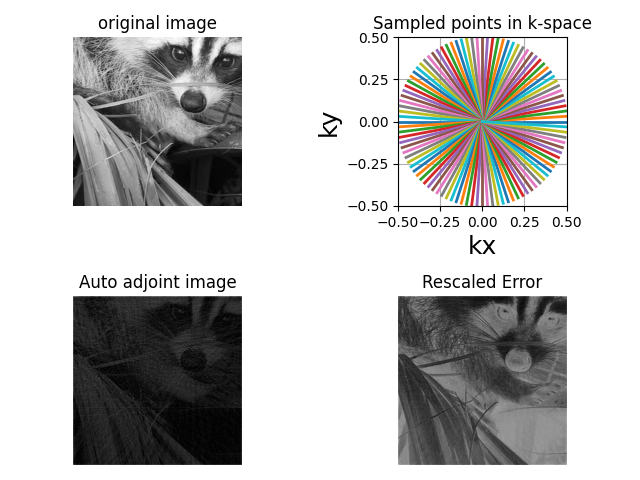 original image
Sampled points in k-space
0.50
0.25
0.00
−0.25
−0.50
ky
−0.50 −0.25 0.00 0.25 0.50
kx
Auto adjoint image
Rescaled Error